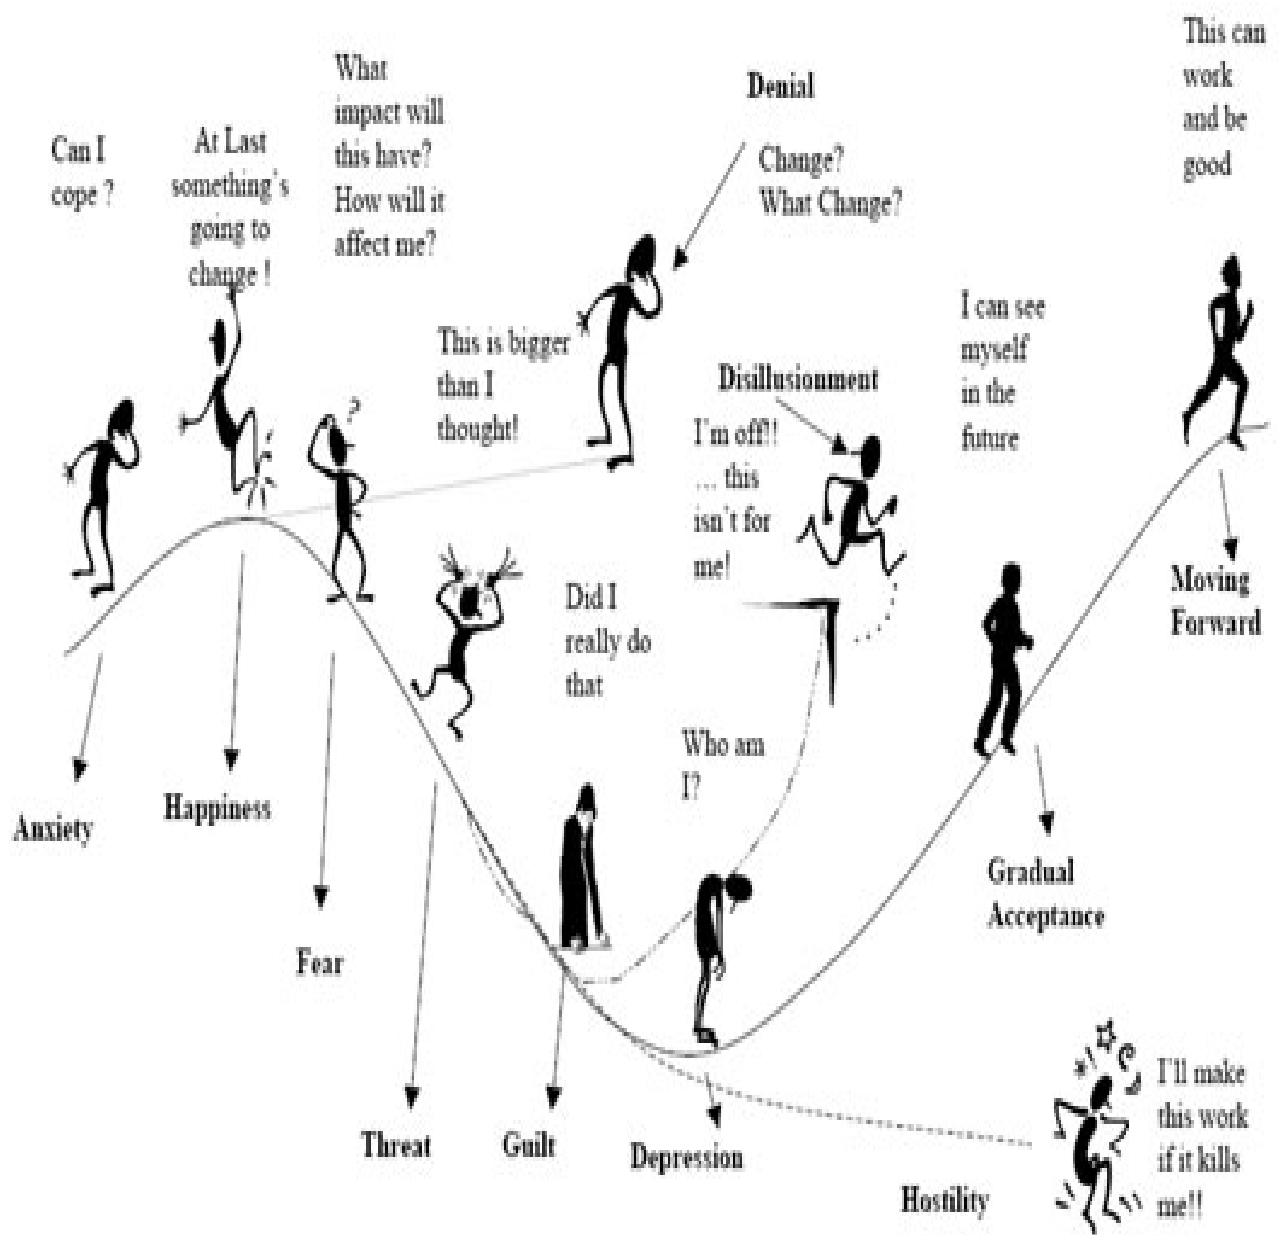 Can I
cope ?
At Last
something's
going to
change !
What
impact will
this have?
How will it
affect me?
Denial
Change?
What Change?
This can
work
and be
good
This is bigger
than I
thought!
?
Disillusionment
I'm off!!
... this
isn't for
me!
I can see
myself
in the
future
Did I
really do
that
Moving
Forward
Who am
I?
Anxiety
Happiness
Fear
Gradual
Acceptance
Threat
Guilt
Depression
Hostility
I'll make
this work
if it kills
me!!